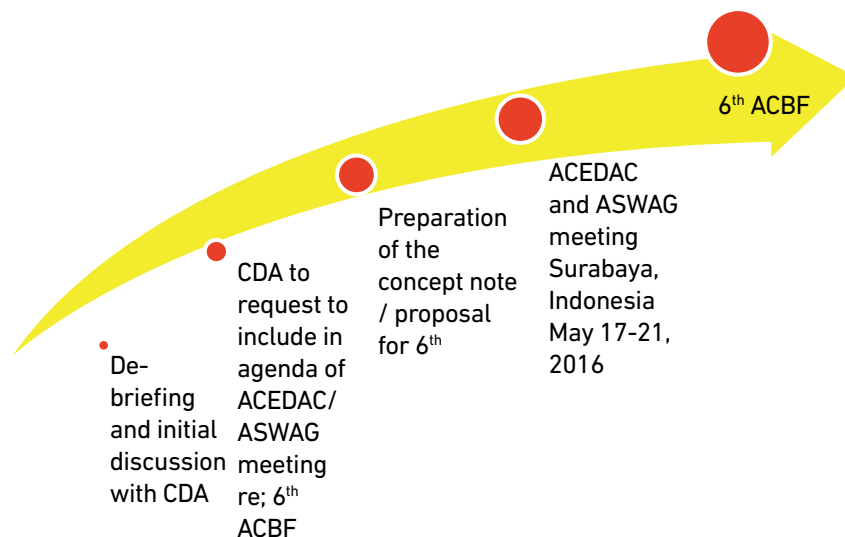 De-
briefing
and initial
discussion
with CDA
CDA to
request to
include in
agenda of
ACEDAC/
ASWAG
meeting
re; 6th
ACBF
Preparation
of the
concept note
/ proposal
for 6th
ACEDAC
and ASWAG
meeting
Surabaya,
Indonesia
May 17-21,
2016
6th ACBF